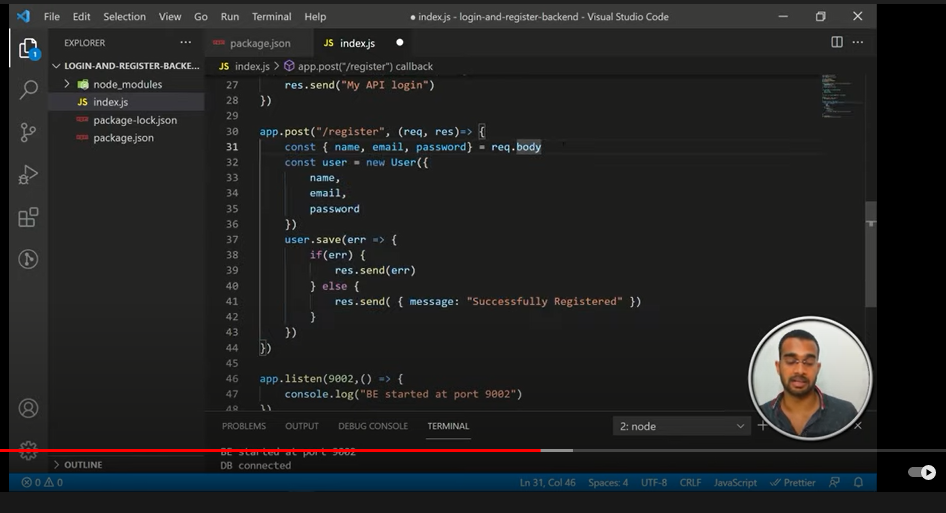 File Edit Selection View Go Run Terminal Help
● index.js - login-and-register-backend - Visual Studio Code
EXPLORER
package.json
JS index.js
LOGIN-AND-REGISTER-BACKE...
JS index.js > app.post("/register") callback
node_modules
JS index.js
package-lock.json
package.json
27 res.send("My API login")
28 })
29
30 app.post("/register", (req, res)=> {
31 const { name, email, password} = req.body
32 const user = new User({
33 name,
34 email,
35 password
36 })
37 user.save(err => {
38 if(err) {
39 res.send(err)
40 } else {
41 res.send( { message: "Successfully Registered" })
42 }
43 })
44 })
45
46 app.listen(9002,() => {
47 console.log("BE started at port 9002")
48 })
PROBLEMS OUTPUT DEBUG CONSOLE TERMINAL
2: node
BE started at port 9002
DB connected
OUTLINE
0 0
Ln 31, Col 46 Spaces: 4 UTF-8 CRLF JavaScript Prettier
1